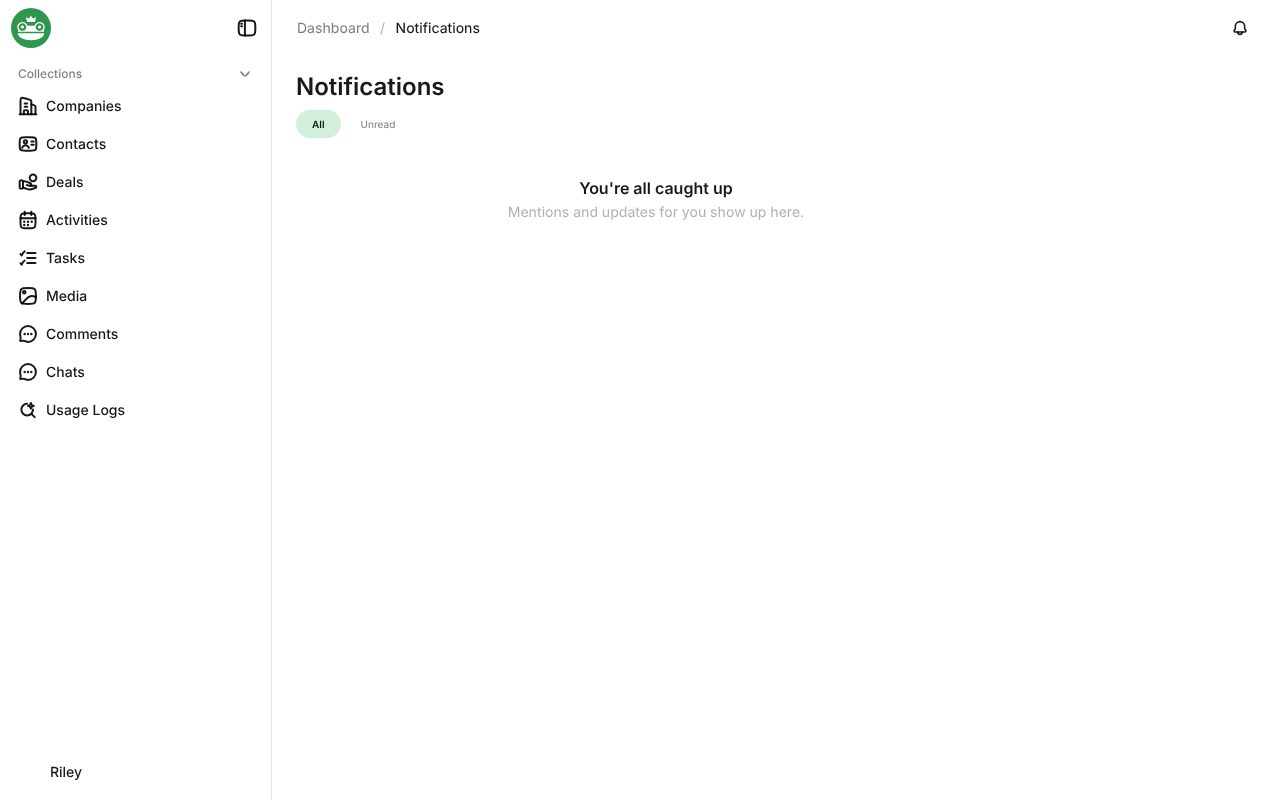 Collections
Companies
Contacts
Deals
Activities
Tasks
Media
Comments
Chats
Usage Logs
Riley
Dashboard / Notifications
Notifications
All
Unread
You're all caught up
Mentions and updates for you show up here.